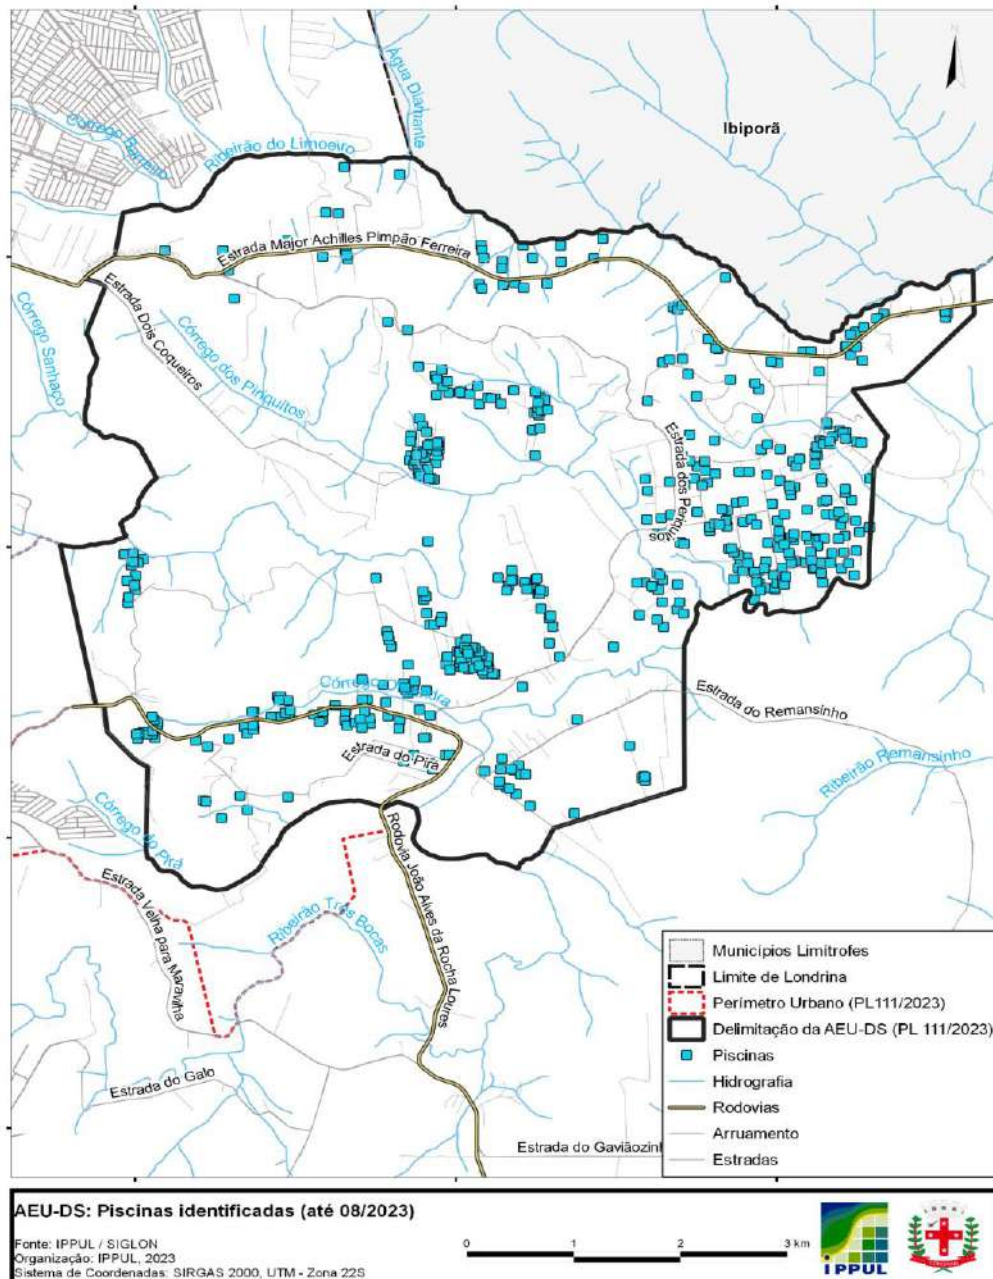 N
Água Diamante
Ibiporã
Córrego Barreiro
Ribeirão do Limoeiro
Estrada Major Achilles Pimpão Ferreira
Estrada Dois Coqueiros
Córrego Sanhaço
Córrego dos Pinquitos
Estrada dos Periquitos
Estrada do Remansinho
Estrada do Pirá
Ribeirão Remansinho
Córrego do Pirá
Rodovia João Alves da Rocha Loures
Ribeirão Três Bocas
Estrada Velha para Maravilha
Estrada do Galo
Estrada do Gaviãozinh
Municípios Limítrofes
Limite de Londrina
Perímetro Urbano (PL111/2023)
Delimitação da AEU-DS (PL 111/2023)
Piscinas
Hidrografia
Rodovias
Arruamento
Estradas
AEU-DS: Piscinas identificadas (até 08/2023)
Fonte: IPPUL / SIGLON
Organização: IPPUL, 2023
Sistema de Coordenadas: SIRGAS 2000, UTM - Zona 22S
0 1 2 3 km
IPPUL